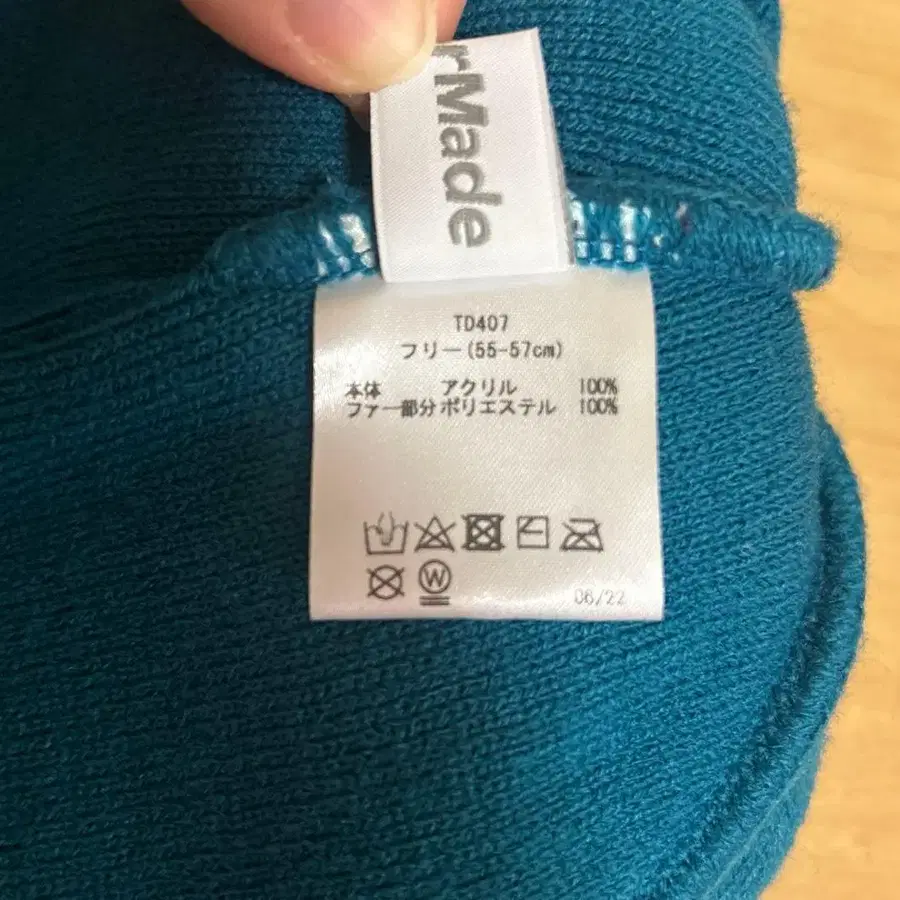 rMade
TD407
フリー(55-57cm)
本体 アクリル 100%
ファー部分ポリエステル 100%
W
06/22